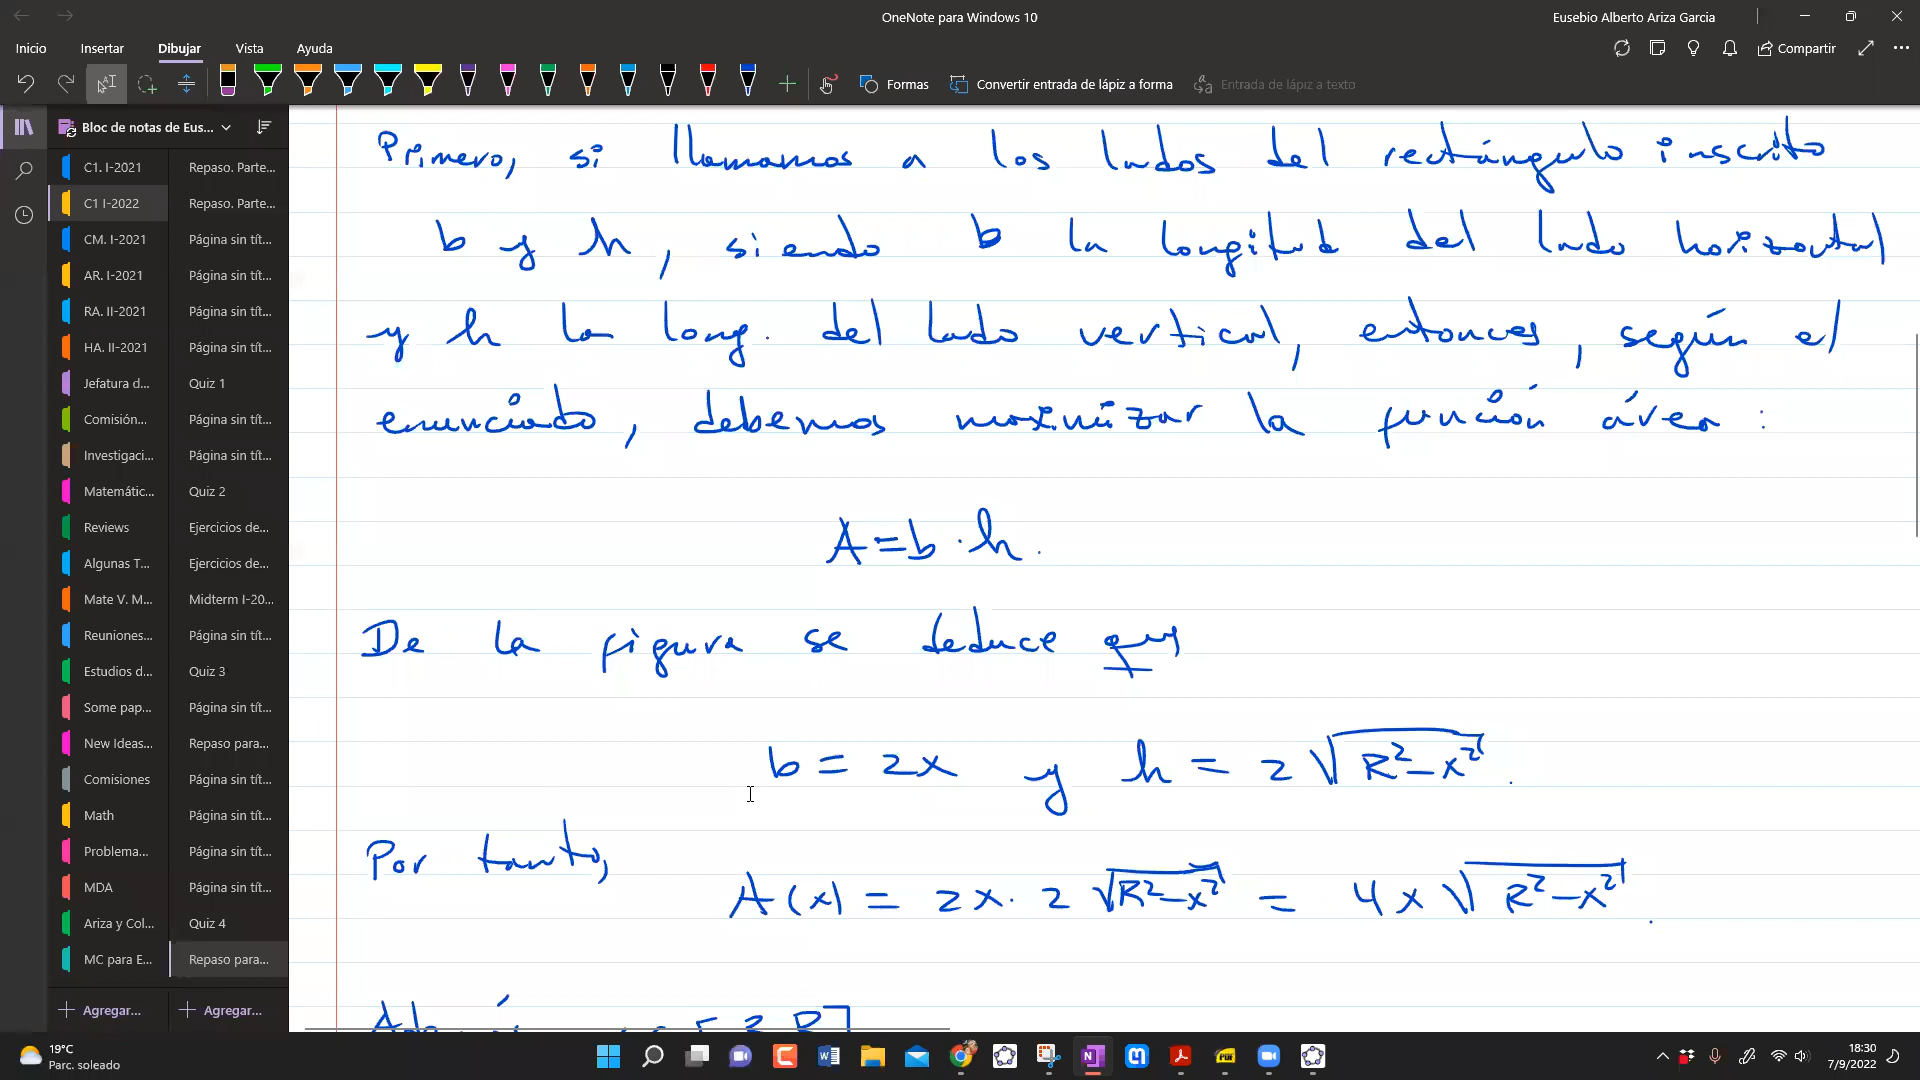 OneNote para Windows 10
Eusebio Alberto Ariza Garcia
Inicio Insertar Dibujar Vista Ayuda
Compartir
Formas Convertir entrada de lápiz a forma Entrada de lápiz a texto
Bloc de notas de Eus...
C1. I-2021
C1 I-2022
CM. I-2021
AR. I-2021
RA. II-2021
HA. II-2021
Jefatura d...
Comisión...
Investigaci...
Matemátic...
Reviews
Algunas T...
Mate V. M...
Reuniones...
Estudios d...
Some pap...
New Ideas...
Comisiones
Math
Problema...
MDA
Ariza y Col...
MC para E...
Agregar...
Repaso. Parte...
Repaso. Parte...
Página sin tít...
Página sin tít...
Página sin tít...
Página sin tít...
Quiz 1
Página sin tít...
Página sin tít...
Quiz 2
Ejercicios de...
Ejercicios de...
Midterm I-20...
Página sin tít...
Quiz 3
Página sin tít...
Repaso para...
Página sin tít...
Página sin tít...
Página sin tít...
Página sin tít...
Quiz 4
Repaso para...
Agregar...
Primero, si llamamos a los lados del rectángulo inscrito
b y h, siendo b la longitud del lado horizontal
y h la long. del lado vertical, entonces, según el
enunciado, debemos maximizar la función área:
A = b · h.
De la figura se deduce que
b = 2x y h = 2 √(R² − x²).
Por tanto,
A(x) = 2x · 2 √(R² − x²) = 4x √(R² − x²).
19°C
Parc. soleado
18:30
7/9/2022